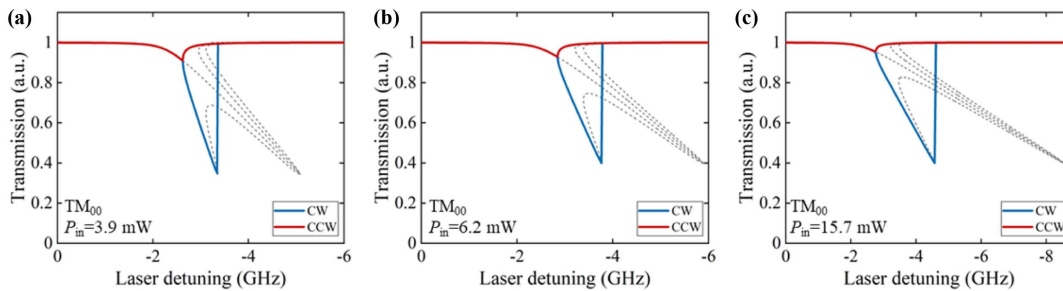 (a)
Transmission (a.u.)
1
0.8
0.6
0.4
0.2
0
TM₀₀
Pin=3.9 mW
CW
CCW
0 -2 -4 -6
Laser detuning (GHz)
(b)
Transmission (a.u.)
1
0.8
0.6
0.4
0.2
0
TM₀₀
Pin=6.2 mW
CW
CCW
0 -2 -4 -6
Laser detuning (GHz)
(c)
Transmission (a.u.)
1
0.8
0.6
0.4
0.2
0
TM₀₀
Pin=15.7 mW
CW
CCW
0 -2 -4 -6 -8
Laser detuning (GHz)